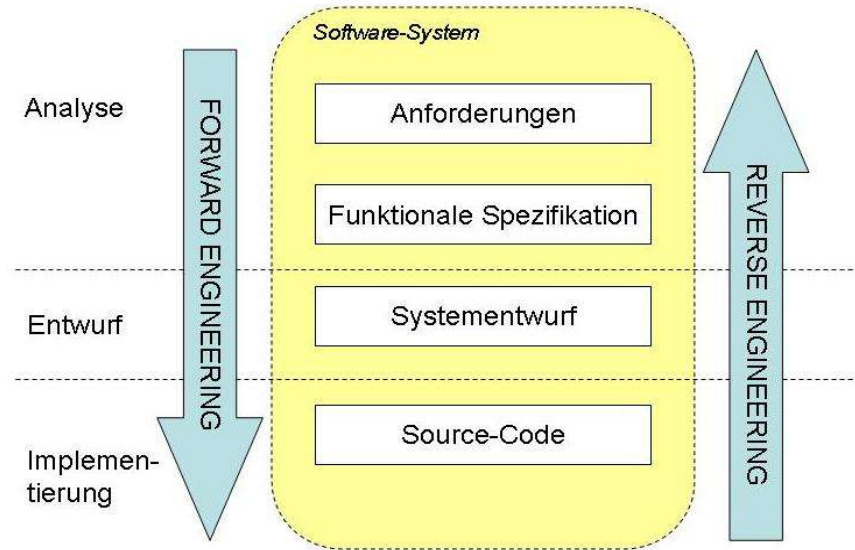 Software-System
Analyse
FORWARD ENGINEERING
Anforderungen
Funktionale Spezifikation
REVERSE ENGINEERING
Entwurf
Systementwurf
Implemen-
tierung
Source-Code